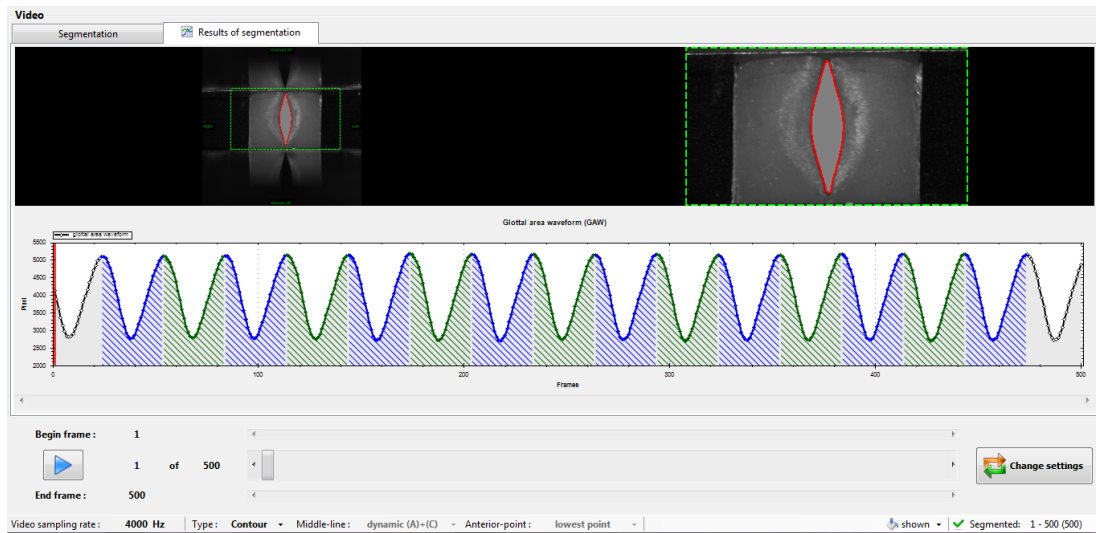 Video
Segmentation
Results of segmentation
Glottal area waveform (GAW)
glottal area waveform
5500
5000
4500
4000
3500
3000
2500
2000
Pixel
0 100 200 300 400 500
Frames
Begin frame : 1
1 of 500
Change settings
End frame : 500
Video sampling rate : 4000 Hz Type : Contour Middle-line : dynamic (A)+(C) Anterior-point : lowest point shown Segmented: 1 - 500 (500)